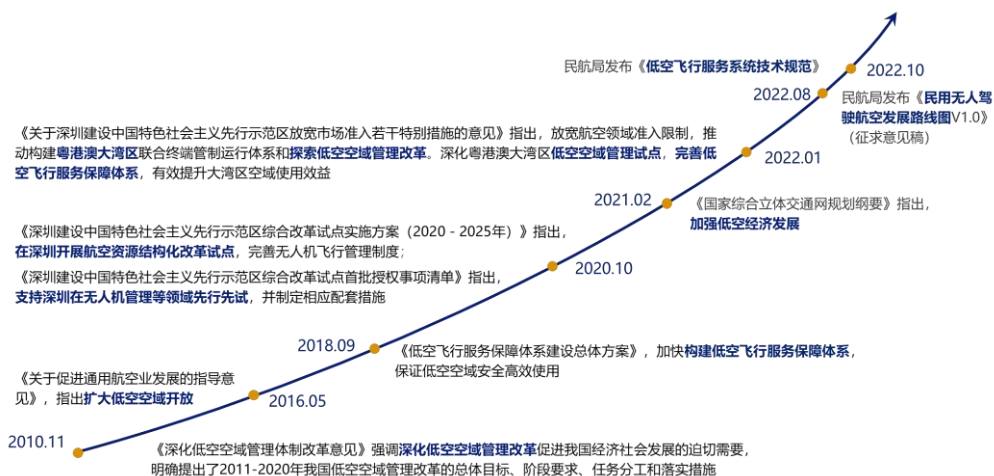 民航局发布《低空飞行服务系统技术规范》
2022.10
2022.08
民航局发布《民用无人驾
驶航空发展路线图V1.0》
（征求意见稿）
《关于深圳建设中国特色社会主义先行示范区放宽市场准入若干特别措施的意见》指出，放宽航空领域准入限制，推
动构建粤港澳大湾区联合终端管制运行体系和探索低空空域管理改革。深化粤港澳大湾区低空空域管理试点，完善低
空飞行服务保障体系，有效提升大湾区空域使用效益
2022.01
2021.02
《国家综合立体交通网规划纲要》指出，
加强低空经济发展
《深圳建设中国特色社会主义先行示范区综合改革试点实施方案（2020 - 2025年）》指出，
在深圳开展航空资源结构化改革试点，完善无人机飞行管理制度；
《深圳建设中国特色社会主义先行示范区综合改革试点首批授权事项清单》指出，
支持深圳在无人机管理等领域先行先试，并制定相应配套措施
2020.10
2018.09
《低空飞行服务保障体系建设总体方案》，加快构建低空飞行服务保障体系，
保证低空空域安全高效使用
《关于促进通用航空业发展的指导意
见》，指出扩大低空空域开放
2016.05
2010.11
《深化低空空域管理体制改革意见》强调深化低空空域管理改革促进我国经济社会发展的迫切需要，
明确提出了2011-2020年我国低空空域管理改革的总体目标、阶段要求、任务分工和落实措施